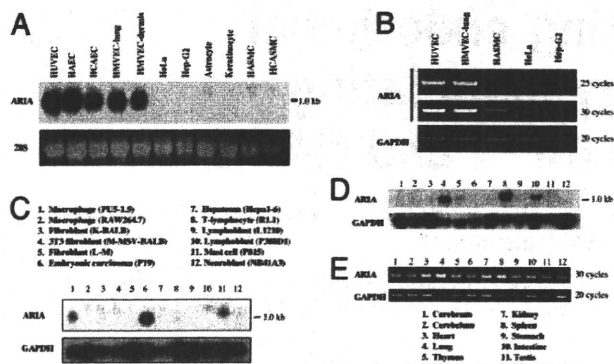 A
HUVEC HAEC HCAEC HMVEC-lung HMVEC-dermis HeLa Hep-G2 Astrocyte Keratinocyte HASMC HCASMC
ARIA 1.0 kb
28S
B
HUVEC HMVEC-lung HASMC HeLa Hep-G2
ARIA 25 cycles
30 cycles
GAPDH 20 cycles
C
1. Macrophage (PU5-1.8)
2. Macrophage (RAW264.7)
3. Fibroblast (K-BALB)
4. 3T3 fibroblast (M-MSV-BALB)
5. Fibroblast (L-M)
6. Embryonic carcinoma (P19)
7. Hepatoma (Hepa1-6)
8. T-lymphocyte (R1.1)
9. Lymphoblast (L1210)
10. Lymphoblast (P388D1)
11. Mast cell (P815)
12. Neuroblast (NB41A3)
1 2 3 4 5 6 7 8 9 10 11 12
ARIA 1.0 kb
GAPDH
D
1 2 3 4 5 6 7 8 9 10 11 12
ARIA 1.0 kb
GAPDH
E
1 2 3 4 5 6 7 8 9 10 11 12
ARIA 30 cycles
GAPDH 20 cycles
1. Cerebrum
2. Cerebellum
3. Heart
4. Lung
5. Thymus
7. Kidney
8. Spleen
9. Stomach
10. Intestine
11. Testis